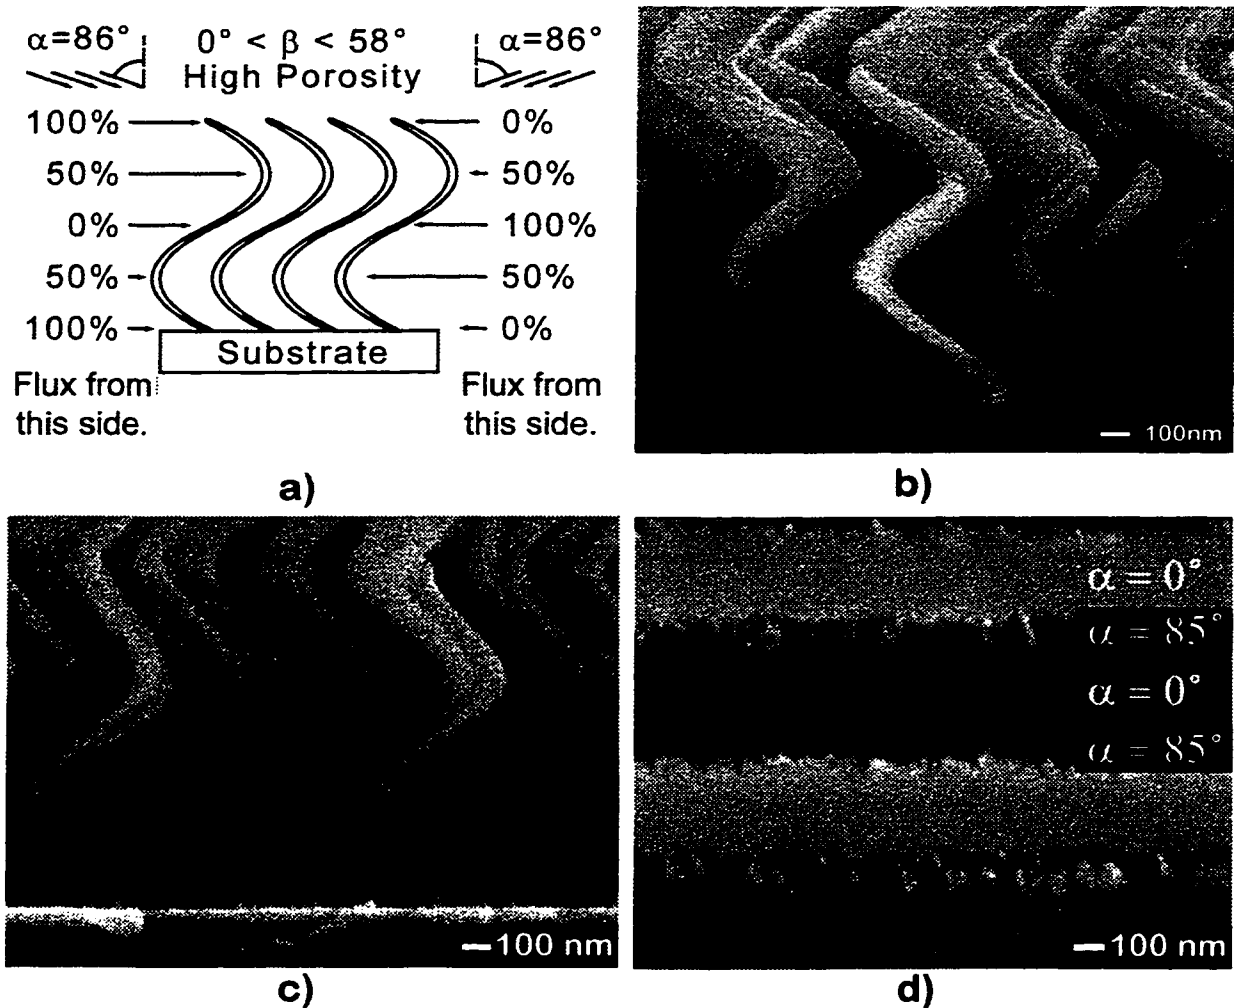 α=86°
0° < β < 58°
α=86°
High Porosity
100%
0%
50%
50%
0%
100%
50%
50%
100%
0%
Substrate
Flux from
this side.
Flux from
this side.
a)
100nm
b)
100 nm
c)
α = 0°
α = 85°
α = 0°
α = 85°
100 nm
d)